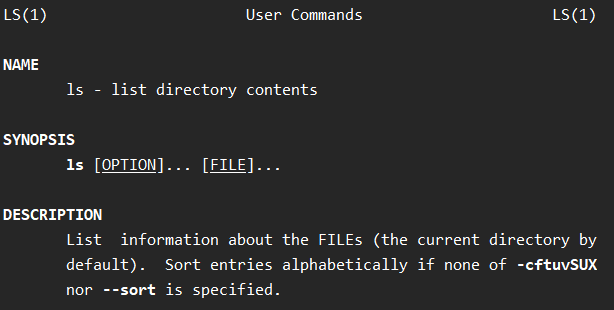 LS(1) User Commands LS(1)
NAME
ls - list directory contents
SYNOPSIS
ls [OPTION]... [FILE]...
DESCRIPTION
List information about the FILEs (the current directory by
default). Sort entries alphabetically if none of -cftuvSUX
nor --sort is specified.